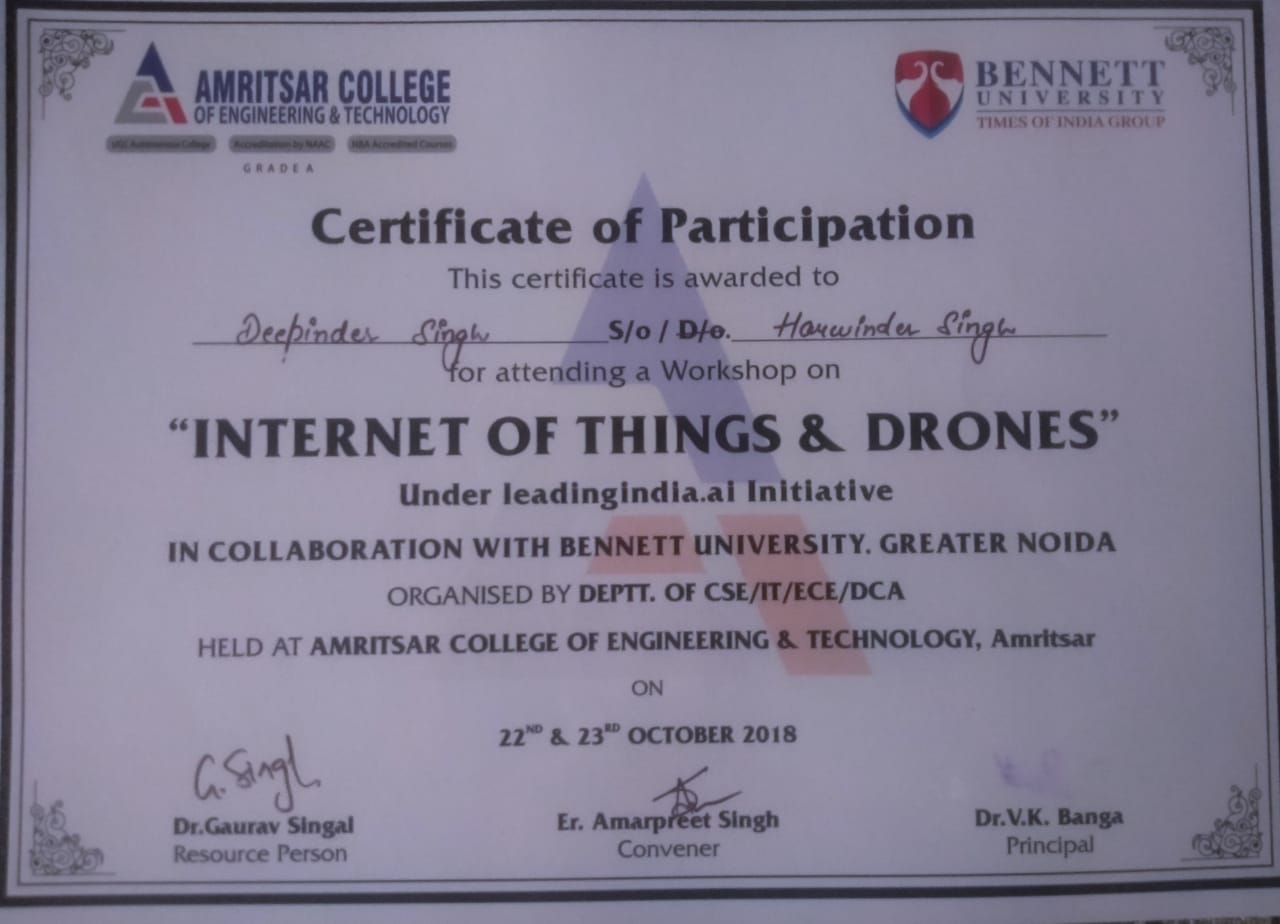 AMRITSAR COLLEGE
OF ENGINEERING & TECHNOLOGY
UGC Autonomous College Accreditation by NAAC NBA Accredited Courses
GRADE A
BENNETT
UNIVERSITY
TIMES OF INDIA GROUP
Certificate of Participation
This certificate is awarded to
Deepinder Singh S/o / D/o. Harwinder Singh
for attending a Workshop on
“INTERNET OF THINGS & DRONES”
Under leadingindia.ai Initiative
IN COLLABORATION WITH BENNETT UNIVERSITY. GREATER NOIDA
ORGANISED BY DEPTT. OF CSE/IT/ECE/DCA
HELD AT AMRITSAR COLLEGE OF ENGINEERING & TECHNOLOGY, Amritsar
ON
22ND & 23RD OCTOBER 2018
G. Singl
Dr.Gaurav Singal
Resource Person
Er. Amarpreet Singh
Convener
Dr.V.K. Banga
Principal